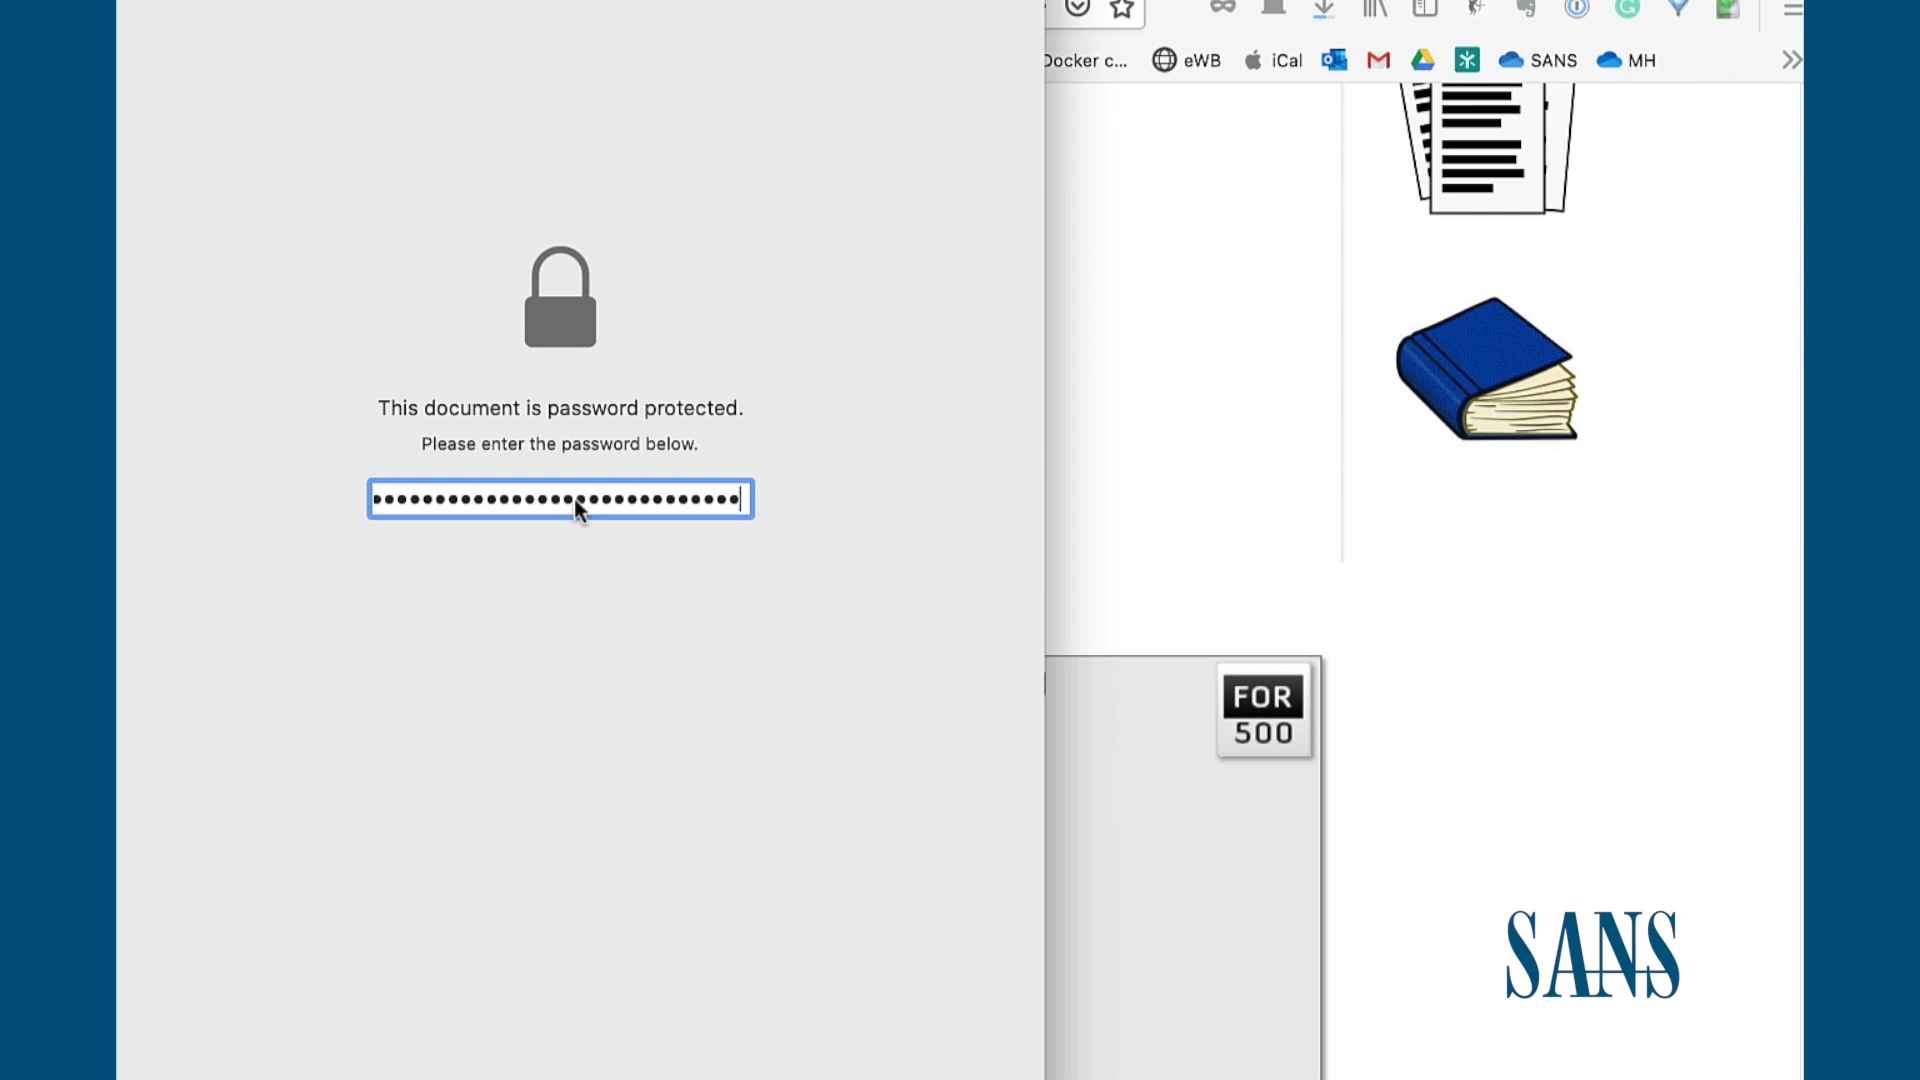 Docker c... eWB iCal SANS MH
This document is password protected.
Please enter the password below.
FOR
500
SANS